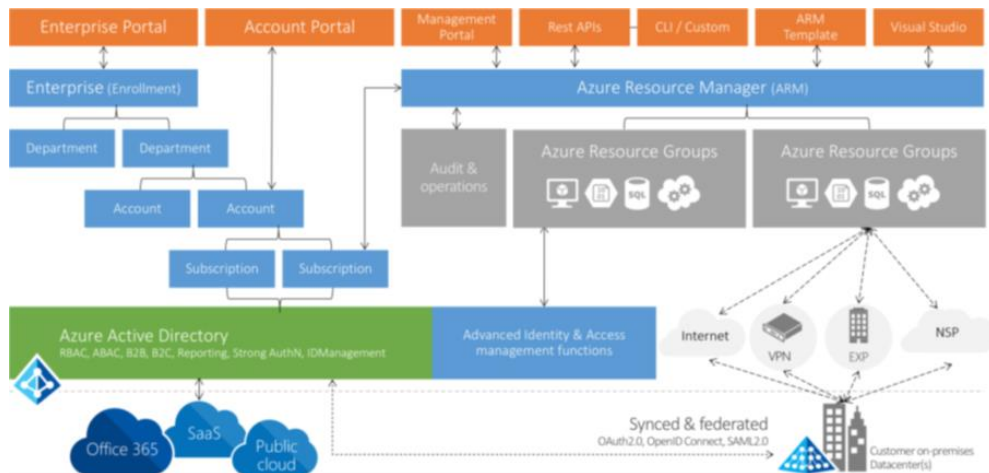 Enterprise Portal
Account Portal
Management
Portal
Rest APIs
CLI / Custom
ARM
Template
Visual Studio
Enterprise (Enrollment)
Azure Resource Manager (ARM)
Department
Department
Audit &
operations
Azure Resource Groups
SQL
Azure Resource Groups
SQL
Account
Account
Subscription
Subscription
Azure Active Directory
RBAC, ABAC, B2B, B2C, Reporting, Strong AuthN, IDManagement
Advanced Identity & Access
management functions
Internet
VPN
EXP
NSP
Office 365
SaaS
Public
cloud
Synced & federated
OAuth2.0, OpenID Connect, SAML2.0
Customer on-premises
Datacenter(s)